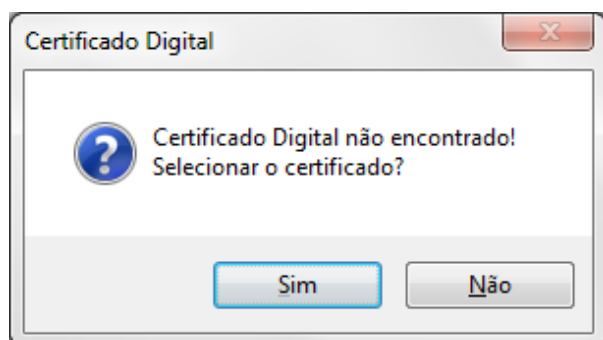 Certificado Digital
Certificado Digital não encontrado!
Selecionar o certificado?
Sim
Não